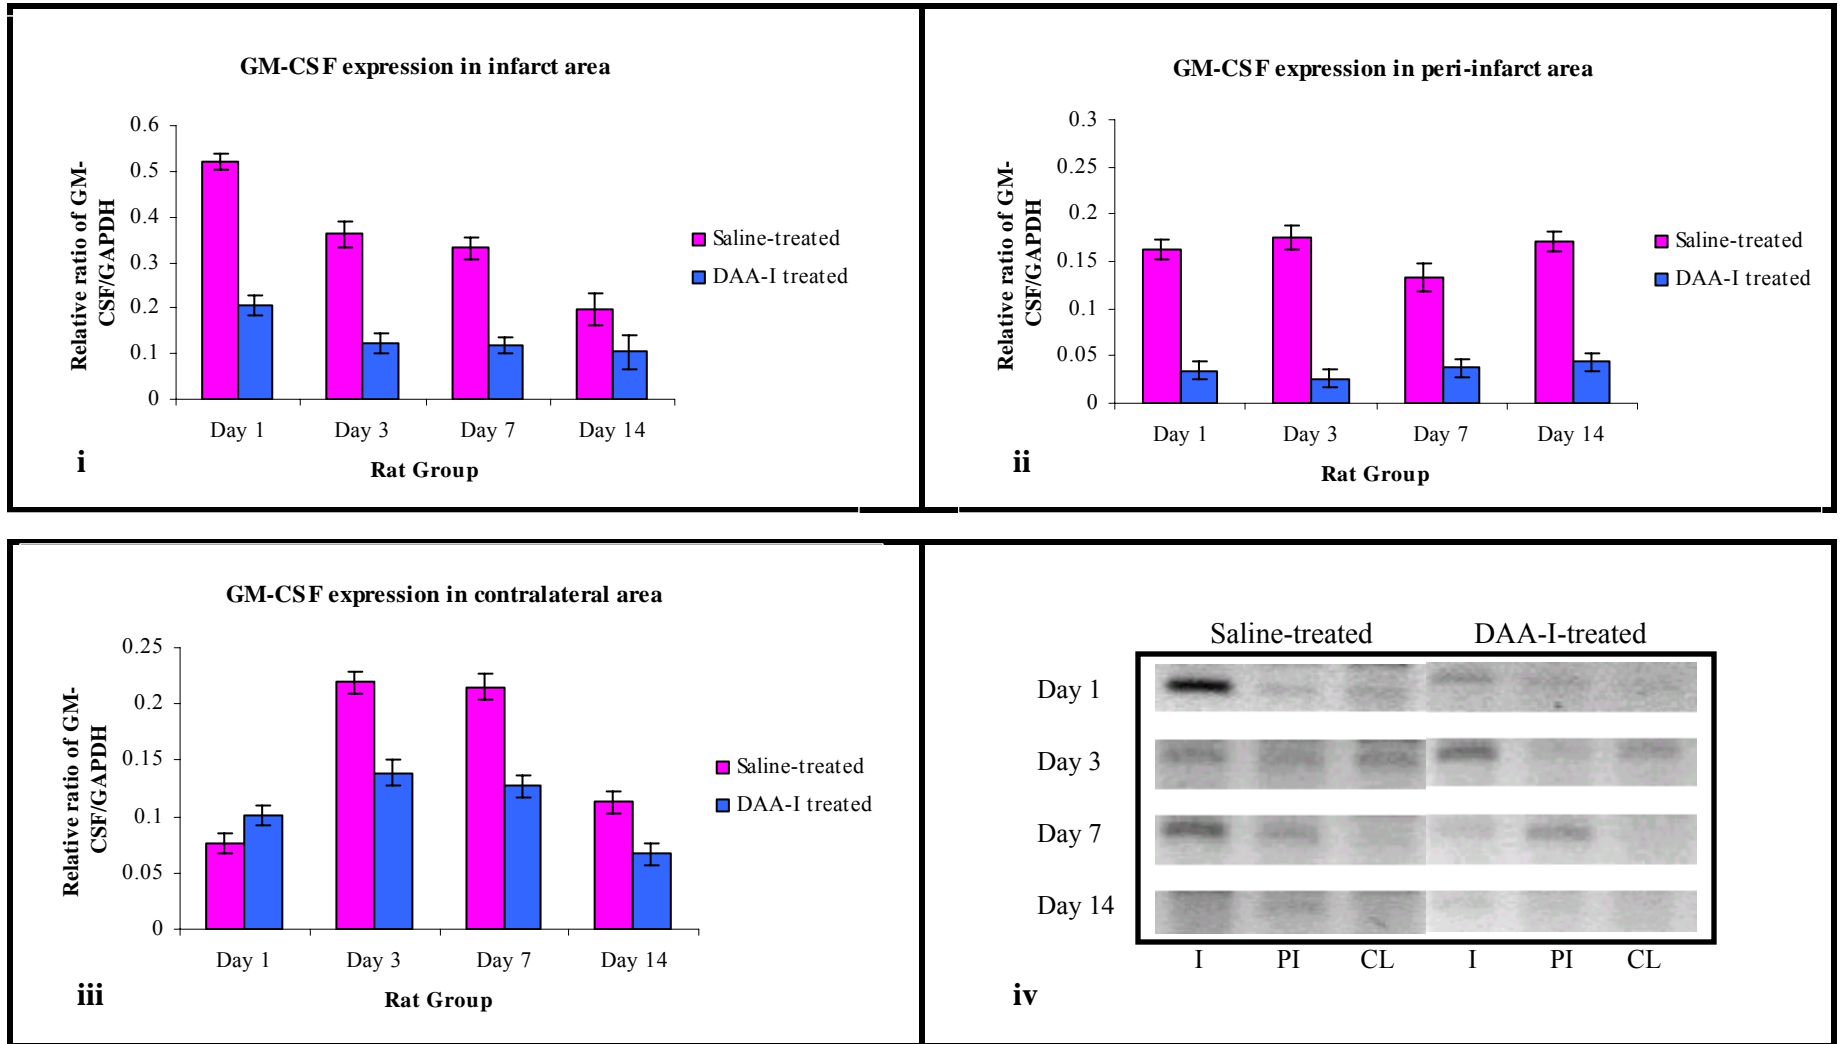 GM-CSF expression in infarct area
Relative ratio of GM-
CSF/GAPDH
0.6
0.5
0.4
0.3
0.2
0.1
0
Day 1 Day 3 Day 7 Day 14
Rat Group
Saline-treated
DAA-I treated
i
GM-CSF expression in peri-infarct area
Relative ratio of GM-
CSF/GAPDH
0.3
0.25
0.2
0.15
0.1
0.05
0
Day 1 Day 3 Day 7 Day 14
Rat Group
Saline-treated
DAA-I treated
ii
GM-CSF expression in contralateral area
Relative ratio of GM-
CSF/GAPDH
0.25
0.2
0.15
0.1
0.05
0
Day 1 Day 3 Day 7 Day 14
Rat Group
Saline-treated
DAA-I treated
iii
Saline-treated DAA-I-treated
Day 1
Day 3
Day 7
Day 14
I PI CL I PI CL
iv